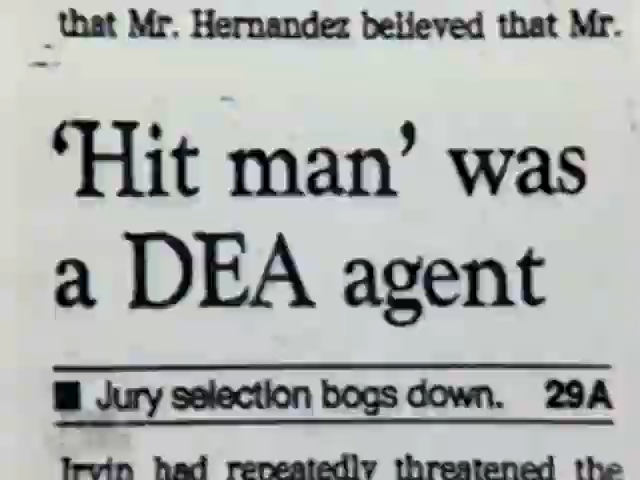 that Mr. Hernandez believed that Mr.
‘Hit man’ was
a DEA agent
■ Jury selection bogs down. 29A
Irvin had repeatedly threatened the